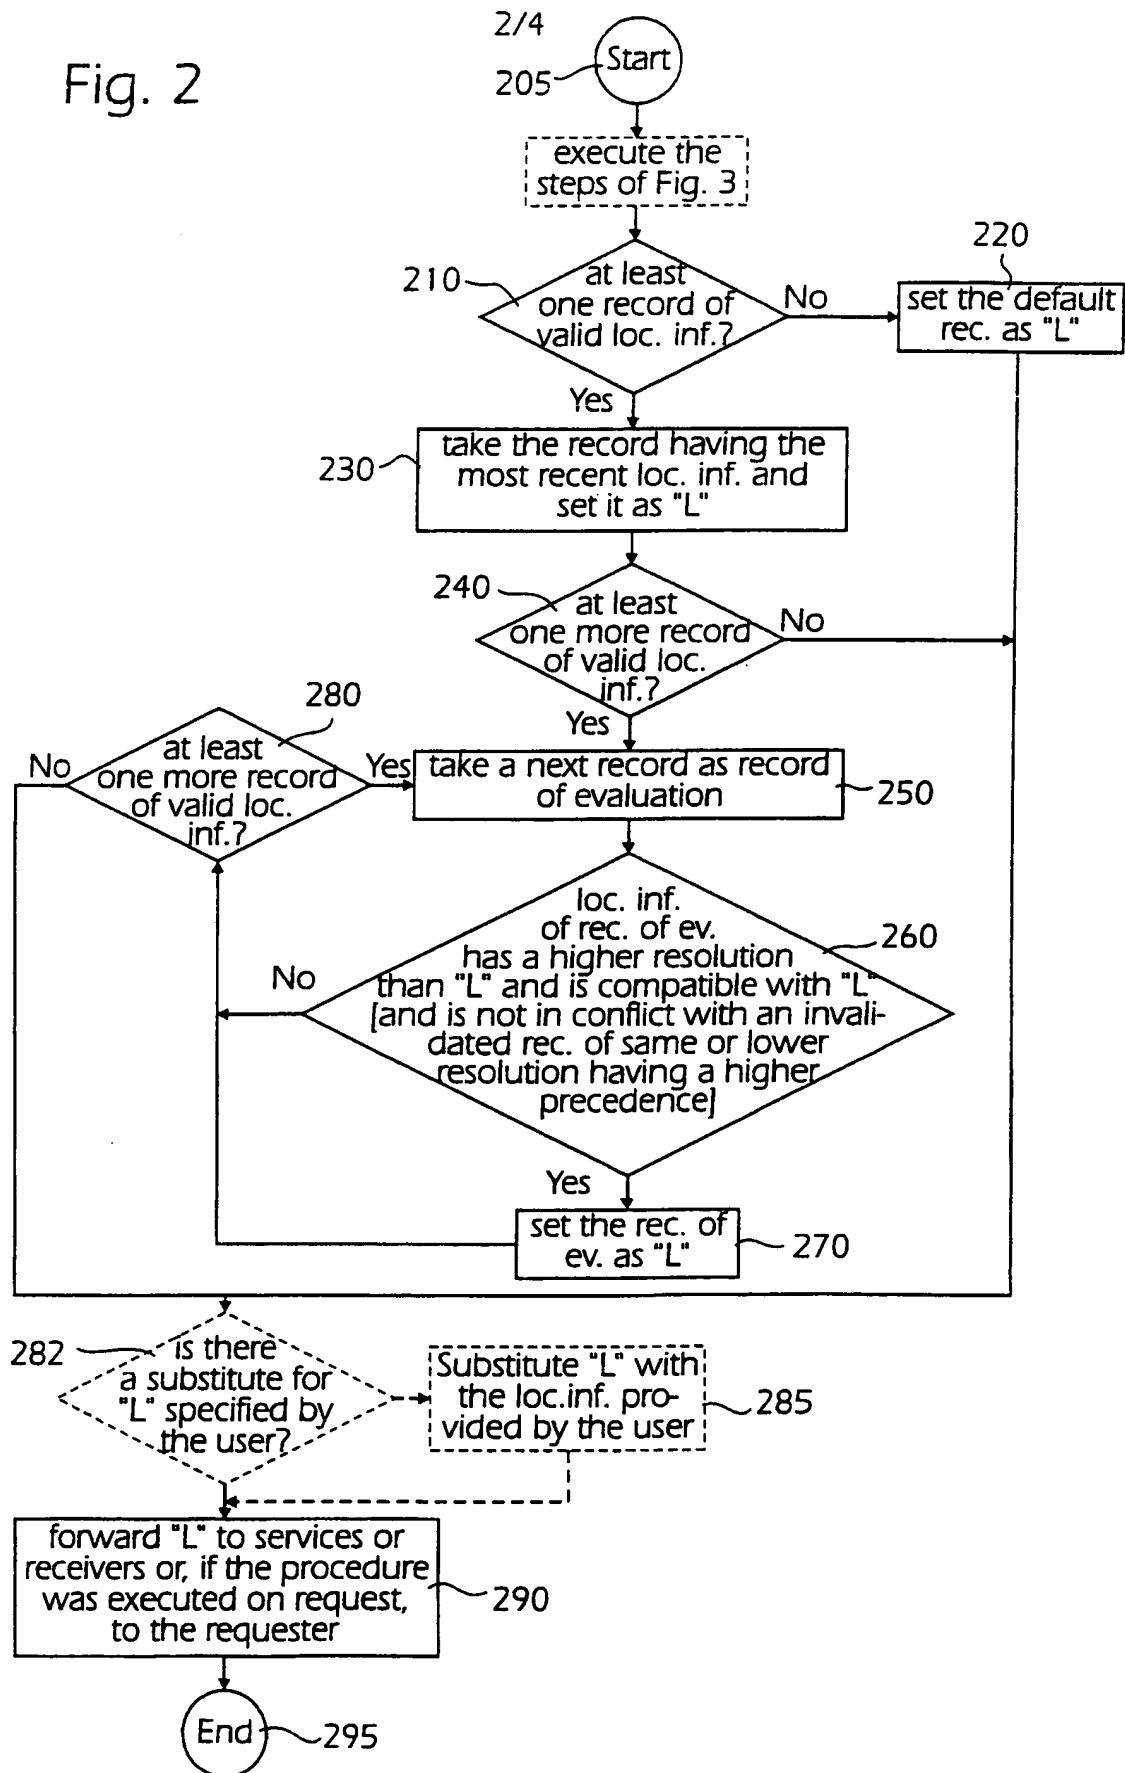 2/4
Fig. 2
Start
205
execute the
steps of Fig. 3
210
at least
one record of
valid loc. inf.?
No
220
set the default
rec. as "L"
Yes
230
take the record having the
most recent loc. inf. and
set it as "L"
240
at least
one more record
of valid loc.
inf.?
No
Yes
280
at least
one more record
of valid loc.
inf.?
No
Yes
take a next record as record
of evaluation
250
loc. inf.
of rec. of ev.
has a higher resolution
than "L" and is compatible with "L"
[and is not in conflict with an invali-
dated rec. of same or lower
resolution having a higher
precedence]
260
No
Yes
set the rec. of
ev. as "L"
270
282
is there
a substitute for
"L" specified by
the user?
Substitute "L" with
the loc.inf. pro-
vided by the user
285
forward "L" to services or
receivers or, if the procedure
was executed on request,
to the requester
290
End
295